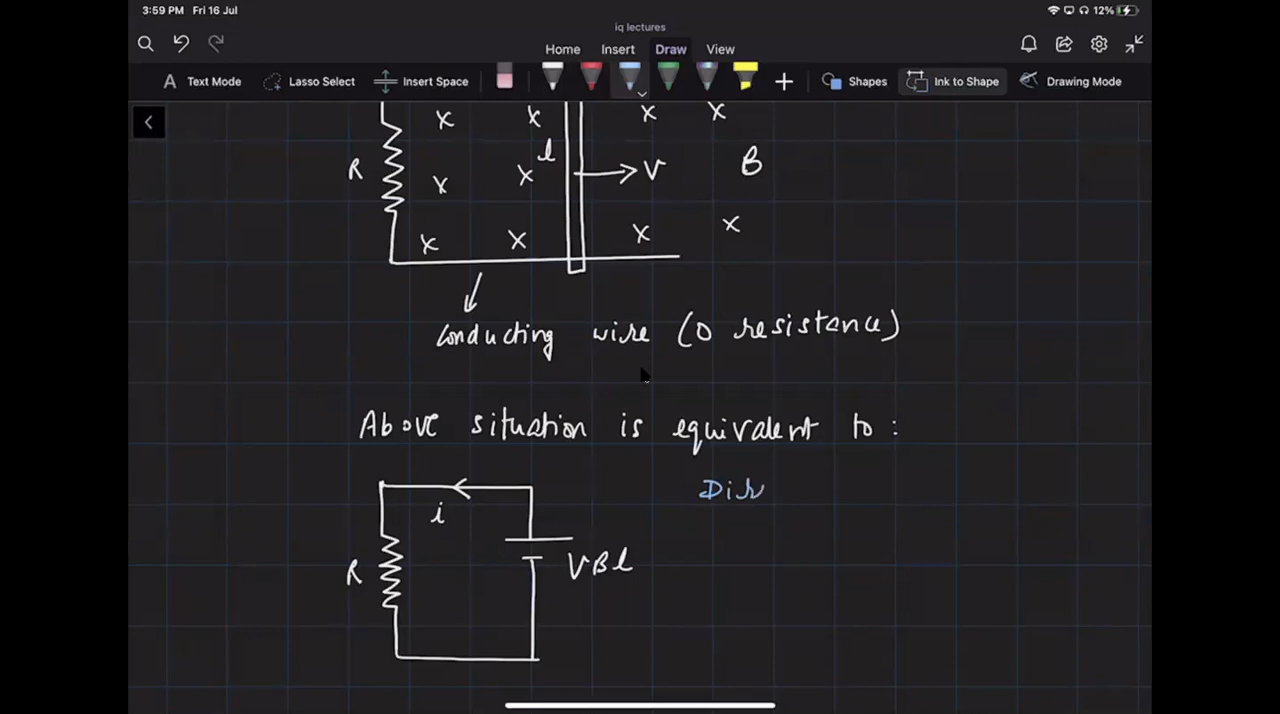 3:59 PM Fri 16 Jul
12%
iq lectures
Home Insert Draw View
Text Mode Lasso Select Insert Space Shapes Ink to Shape Drawing Mode
x x x x
R x x l V B
x x x x
conducting wire (0 resistance)
Above situation is equivalent to :
Dir
i
R VBl